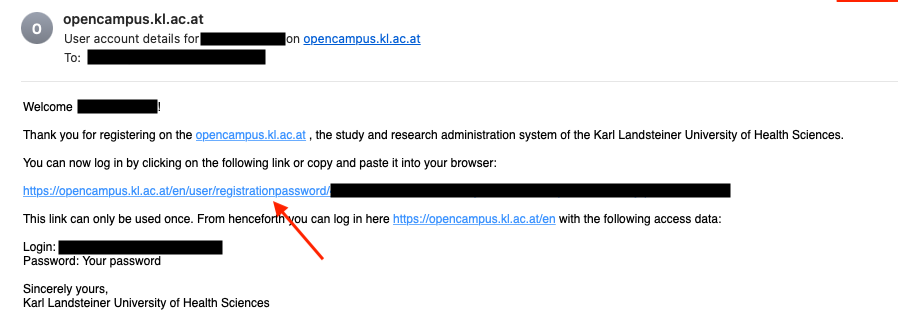 O
opencampus.kl.ac.at
User account details for on opencampus.kl.ac.at
To:
Welcome !
Thank you for registering on the opencampus.kl.ac.at , the study and research administration system of the Karl Landsteiner University of Health Sciences.
You can now log in by clicking on the following link or copy and paste it into your browser:
https://opencampus.kl.ac.at/en/user/registrationpassword/
This link can only be used once. From henceforth you can log in here https://opencampus.kl.ac.at/en with the following access data:
Login:
Password: Your password
Sincerely yours,
Karl Landsteiner University of Health Sciences